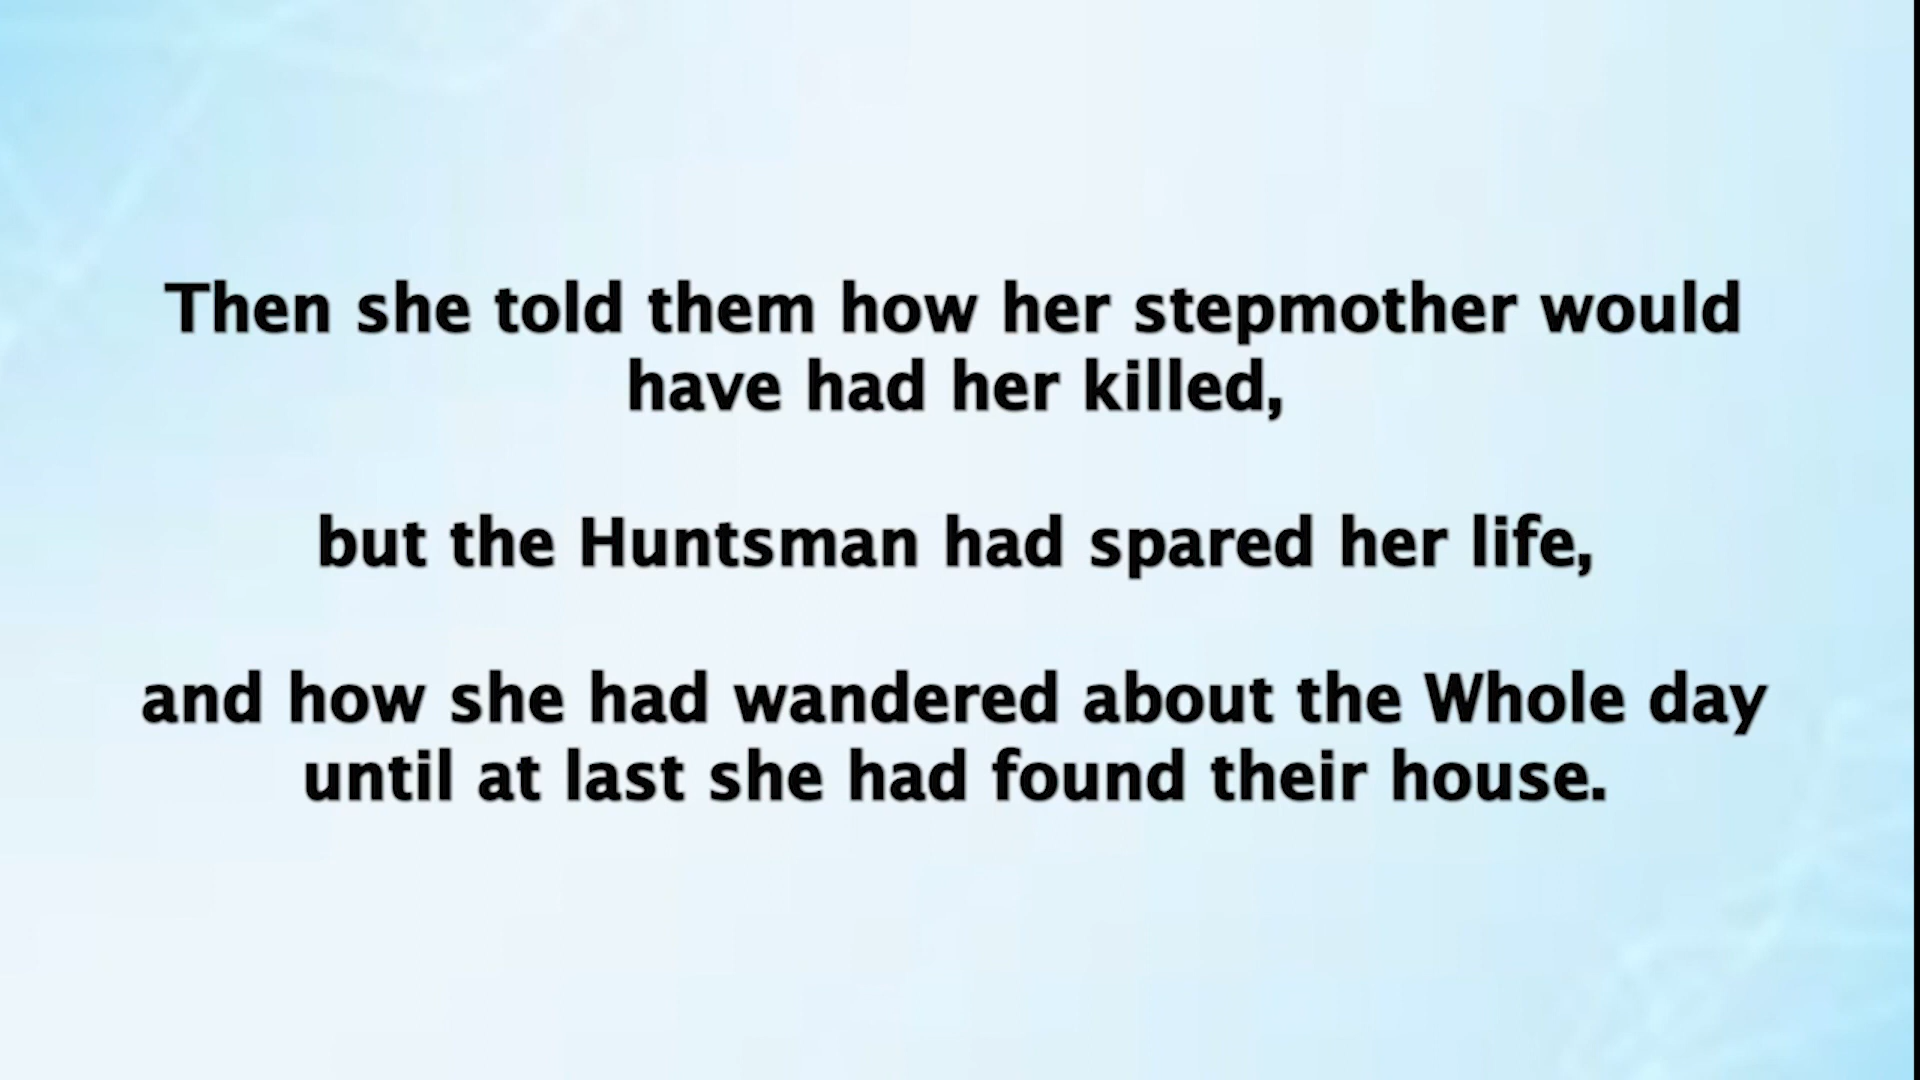 Then she told them how her stepmother would
have had her killed,
but the Huntsman had spared her life,
and how she had wandered about the Whole day
until at last she had found their house.